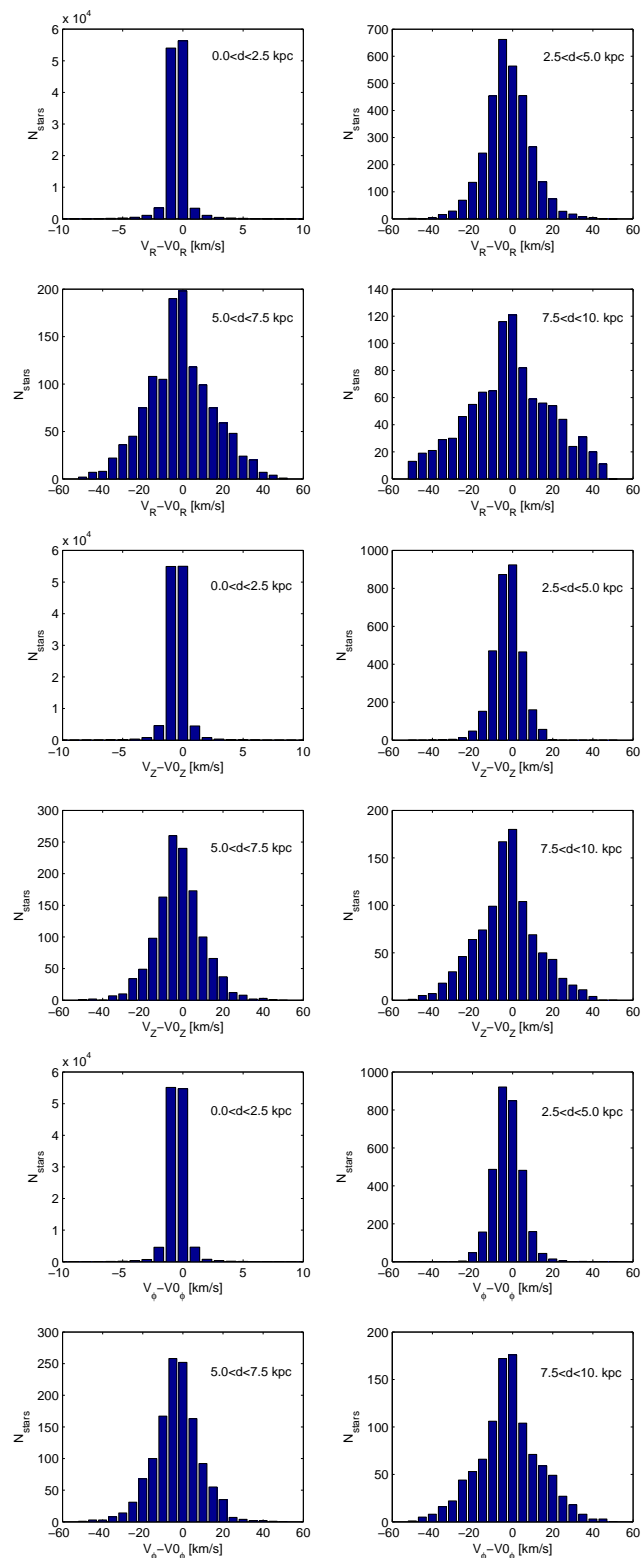 x 10⁴
6
5
4
3
2
1
0
N_stars
0.0<d<2.5 kpc
−10 −5 0 5 10
V_R−V0_R [km/s]
700
600
500
400
300
200
100
0
N_stars
2.5<d<5.0 kpc
−60 −40 −20 0 20 40 60
V_R−V0_R [km/s]
200
150
100
50
0
N_stars
5.0<d<7.5 kpc
−60 −40 −20 0 20 40 60
V_R−V0_R [km/s]
140
120
100
80
60
40
20
0
N_stars
7.5<d<10. kpc
−60 −40 −20 0 20 40 60
V_R−V0_R [km/s]
x 10⁴
6
5
4
3
2
1
0
N_stars
0.0<d<2.5 kpc
−10 −5 0 5 10
V_Z−V0_Z [km/s]
1000
800
600
400
200
0
N_stars
2.5<d<5.0 kpc
−60 −40 −20 0 20 40 60
V_Z−V0_Z [km/s]
300
250
200
150
100
50
0
N_stars
5.0<d<7.5 kpc
−60 −40 −20 0 20 40 60
V_Z−V0_Z [km/s]
200
150
100
50
0
N_stars
7.5<d<10. kpc
−60 −40 −20 0 20 40 60
V_Z−V0_Z [km/s]
x 10⁴
6
5
4
3
2
1
0
N_stars
0.0<d<2.5 kpc
−10 −5 0 5 10
V_ϕ−V0_ϕ [km/s]
1000
800
600
400
200
0
N_stars
2.5<d<5.0 kpc
−60 −40 −20 0 20 40 60
V_ϕ−V0_ϕ [km/s]
300
250
200
150
100
50
0
N_stars
5.0<d<7.5 kpc
−60 −40 −20 0 20 40 60
V_ϕ−V0_ϕ [km/s]
200
150
100
50
0
N_stars
7.5<d<10. kpc
−60 −40 −20 0 20 40 60
V_ϕ−V0_ϕ [km/s]